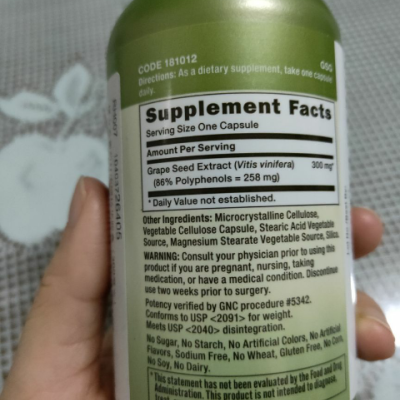 CODE 181012 GSG
Directions: As a dietary supplement, take one capsule
daily.
Supplement Facts
Serving Size One Capsule
Amount Per Serving
Grape Seed Extract (Vitis vinifera) 300 mg*
(86% Polyphenols = 258 mg)
* Daily Value not established.
Other Ingredients: Microcrystalline Cellulose,
Vegetable Cellulose Capsule, Stearic Acid Vegetable
Source, Magnesium Stearate Vegetable Source, Silica.
WARNING: Consult your physician prior to using this
product if you are pregnant, nursing, taking
medication, or have a medical condition. Discontinue
use two weeks prior to surgery.
Potency verified by GNC procedure #5342.
Conforms to USP <2091> for weight.
Meets USP <2040> disintegration.
No Sugar, No Starch, No Artificial Colors, No Artificial
Flavors, Sodium Free, No Wheat, Gluten Free, No Corn,
No Soy, No Dairy.
* This statement has not been evaluated by the Food and Drug
Administration. This product is not intended to diagnose,